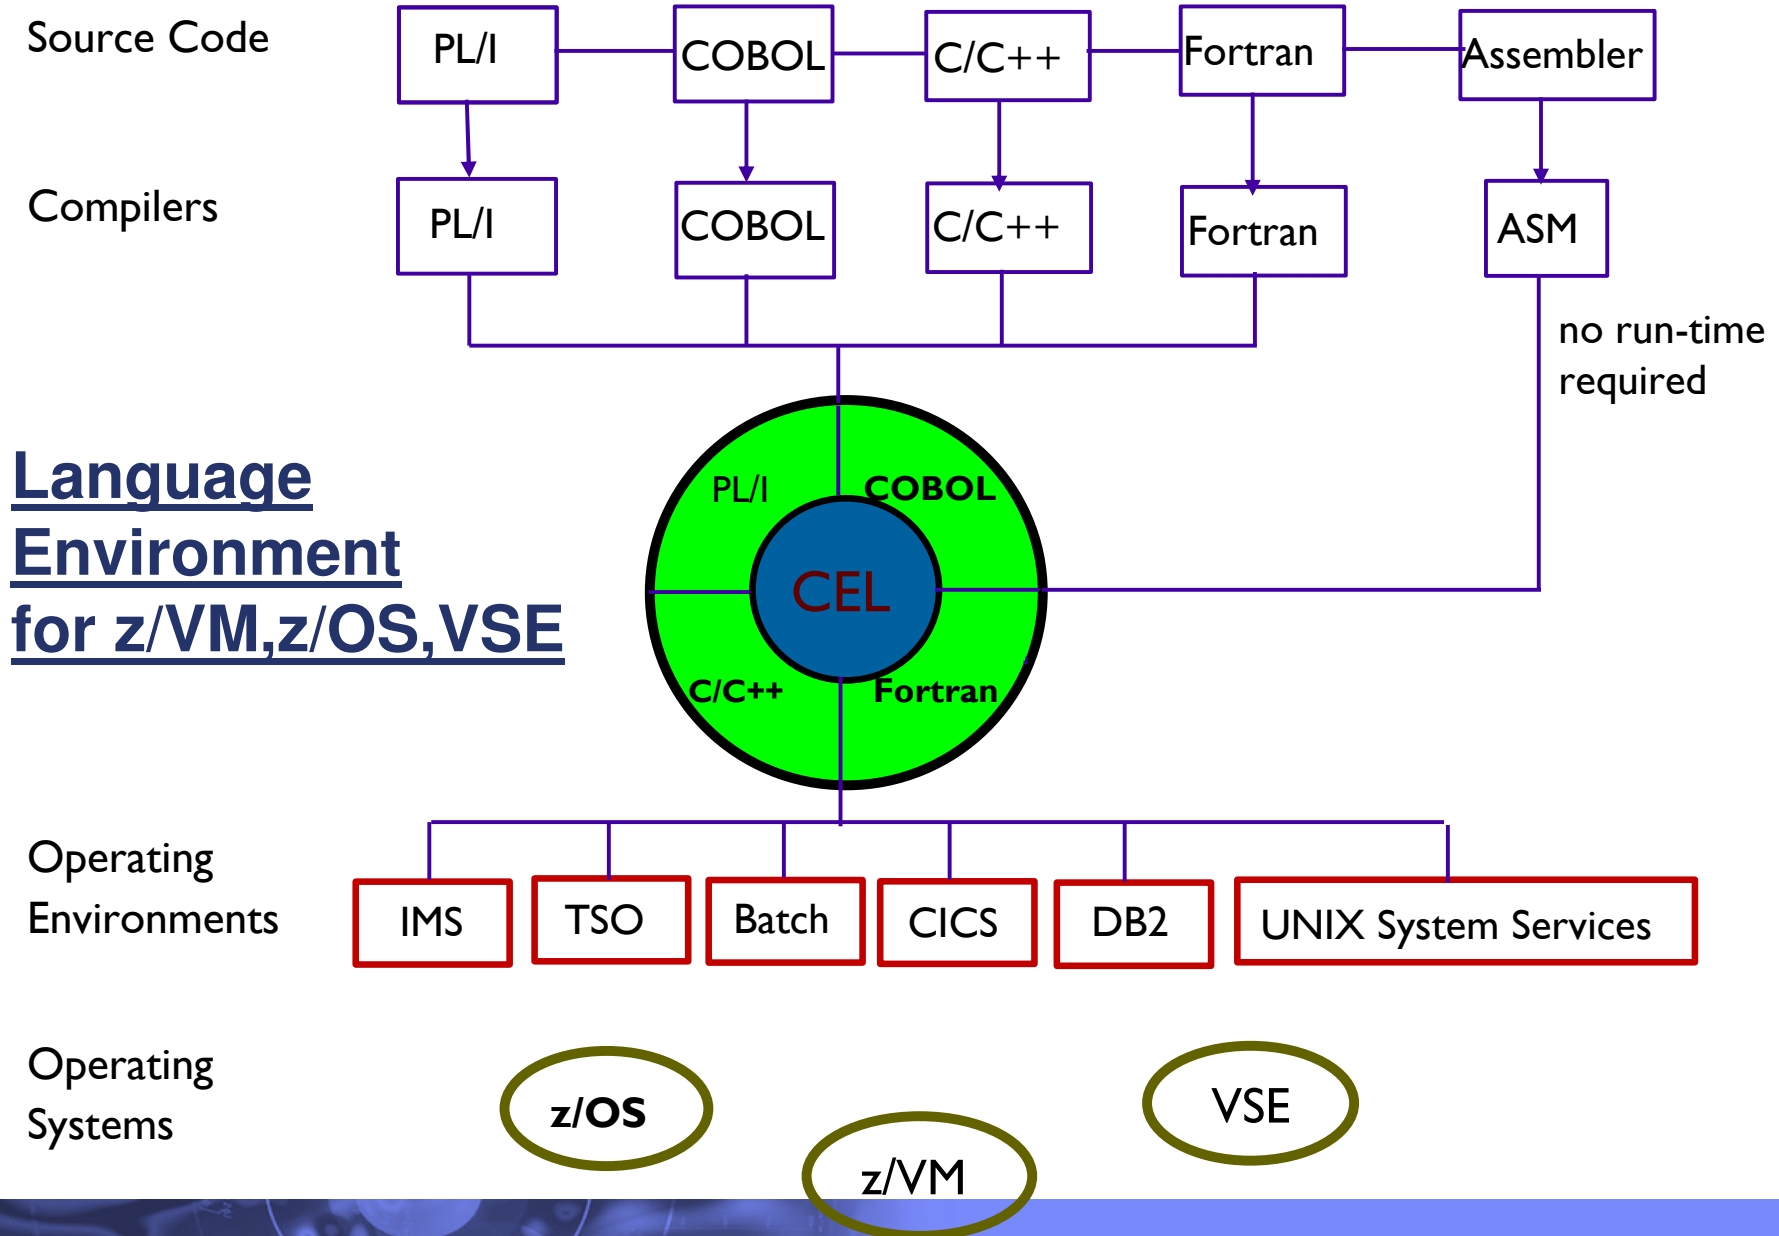 Source Code
PL/I
COBOL
C/C++
Fortran
Assembler
Compilers
PL/I
COBOL
C/C++
Fortran
ASM
no run-time
required
Language
Environment
for z/VM,z/OS,VSE
PL/I
COBOL
CEL
C/C++
Fortran
Operating
Environments
IMS
TSO
Batch
CICS
DB2
UNIX System Services
Operating
Systems
z/OS
z/VM
VSE